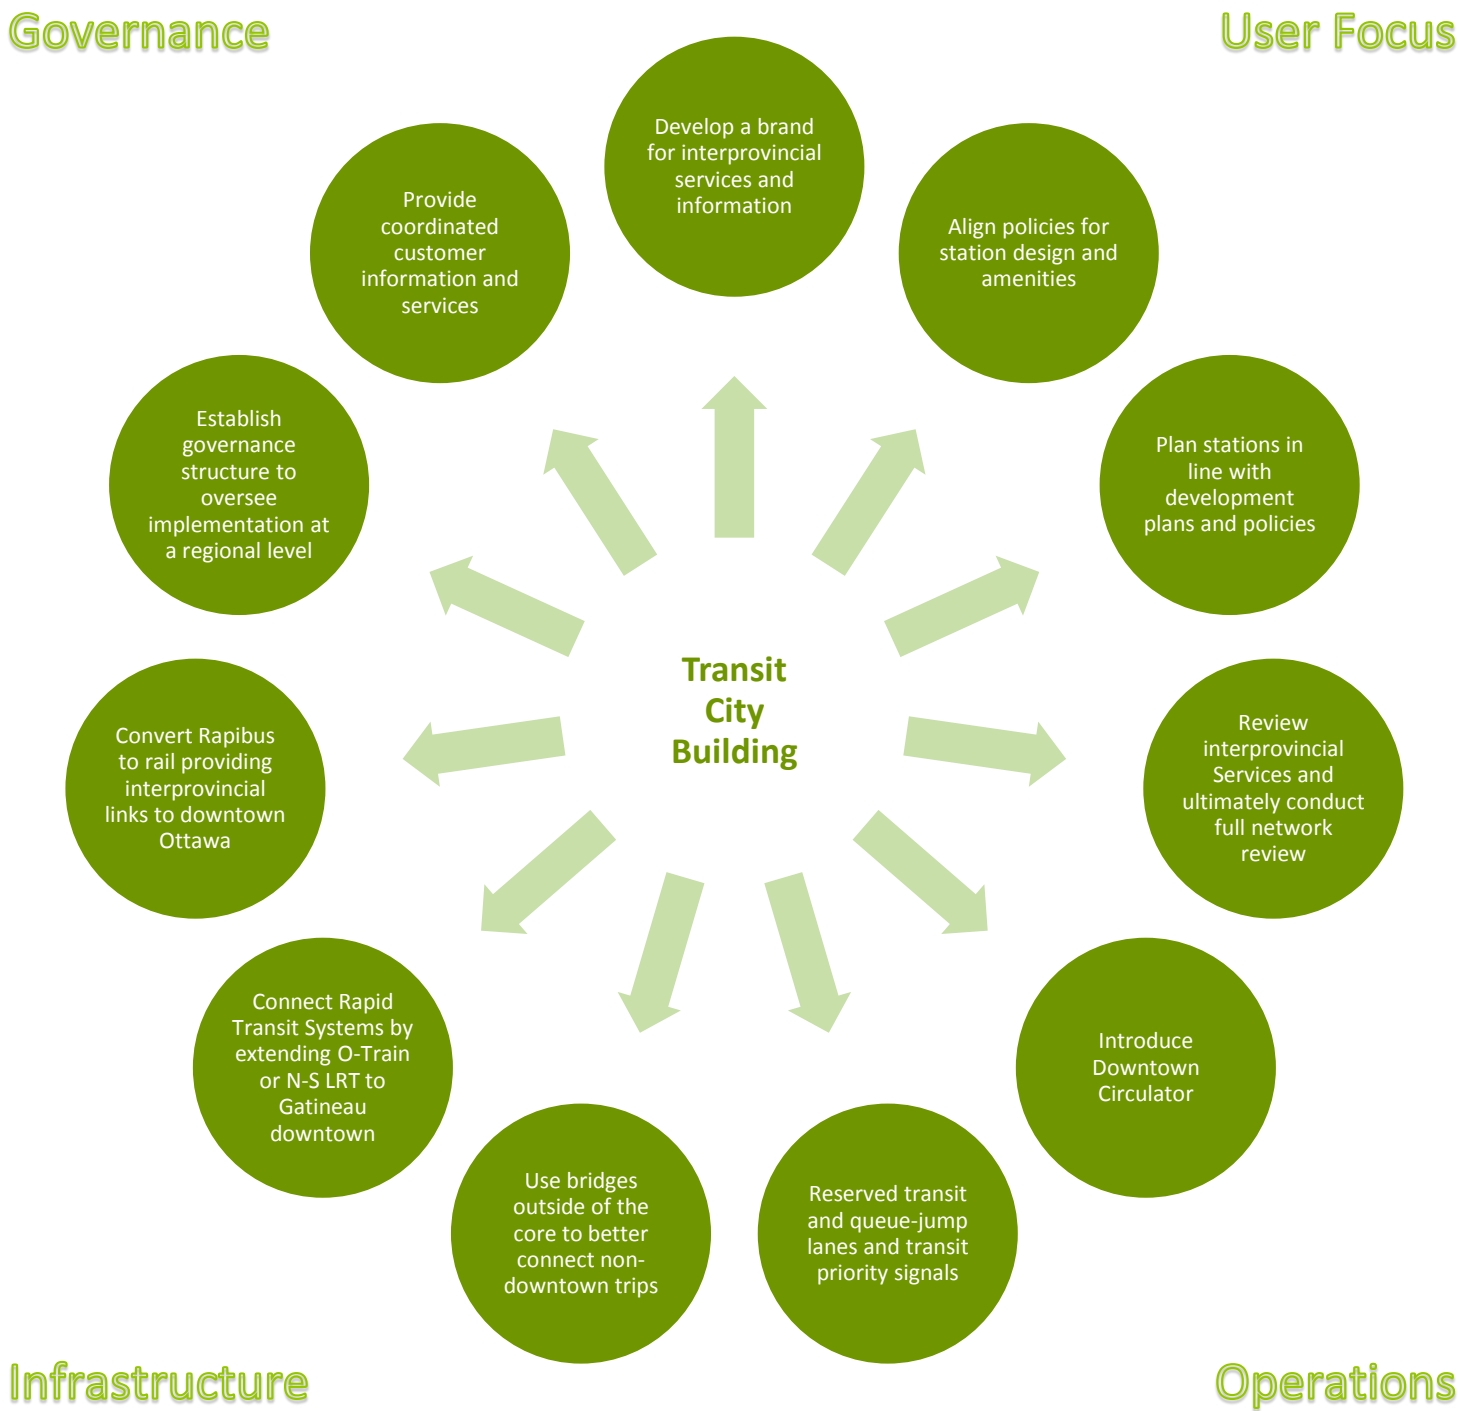 Governance
User Focus
Develop a brand
for interprovincial
services and
information
Provide
coordinated
customer
information and
services
Align policies for
station design and
amenities
Establish
governance
structure to
oversee
implementation at
a regional level
Plan stations in
line with
development
plans and policies
Transit
City
Building
Convert Rapibus
to rail providing
interprovincial
links to downtown
Ottawa
Review
interprovincial
Services and
ultimately conduct
full network
review
Connect Rapid
Transit Systems by
extending O-Train
or N-S LRT to
Gatineau
downtown
Introduce
Downtown
Circulator
Use bridges
outside of the
core to better
connect non-
downtown trips
Reserved transit
and queue-jump
lanes and transit
priority signals
Infrastructure
Operations